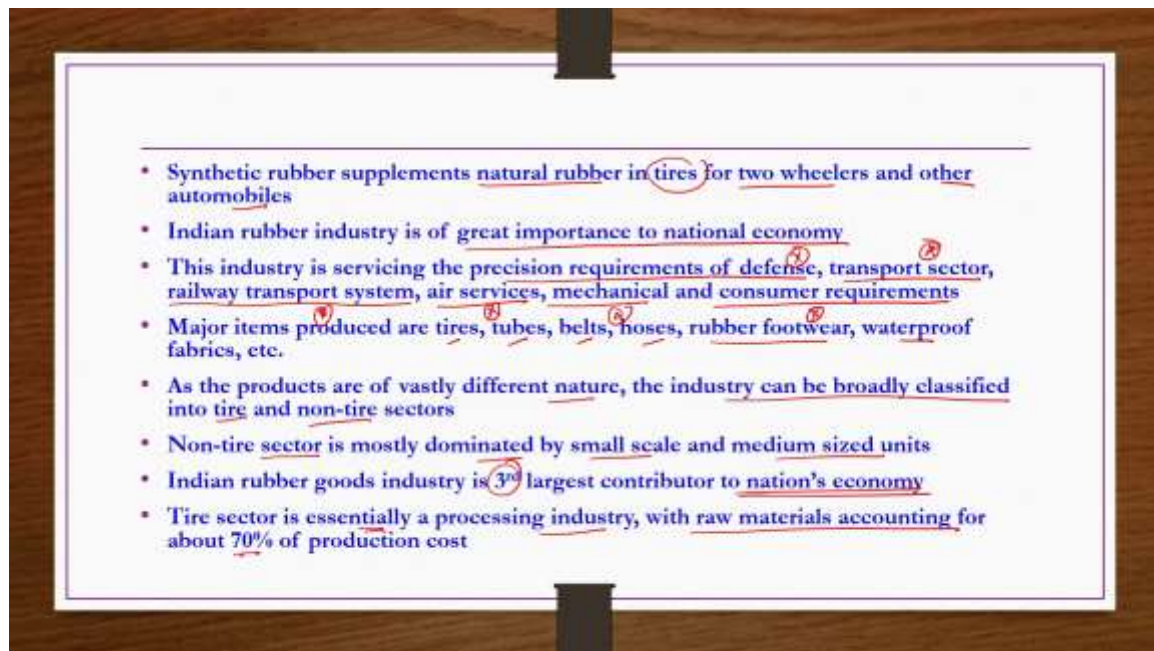 • Synthetic rubber supplements natural rubber in tires for two wheelers and other
automobiles
• Indian rubber industry is of great importance to national economy
• This industry is servicing the precision requirements of defense, transport sector,
railway transport system, air services, mechanical and consumer requirements
• Major items produced are tires, tubes, belts, hoses, rubber footwear, waterproof
fabrics, etc.
• As the products are of vastly different nature, the industry can be broadly classified
into tire and non-tire sectors
• Non-tire sector is mostly dominated by small scale and medium sized units
• Indian rubber goods industry is 3rd largest contributor to nation's economy
• Tire sector is essentially a processing industry, with raw materials accounting for
about 70% of production cost